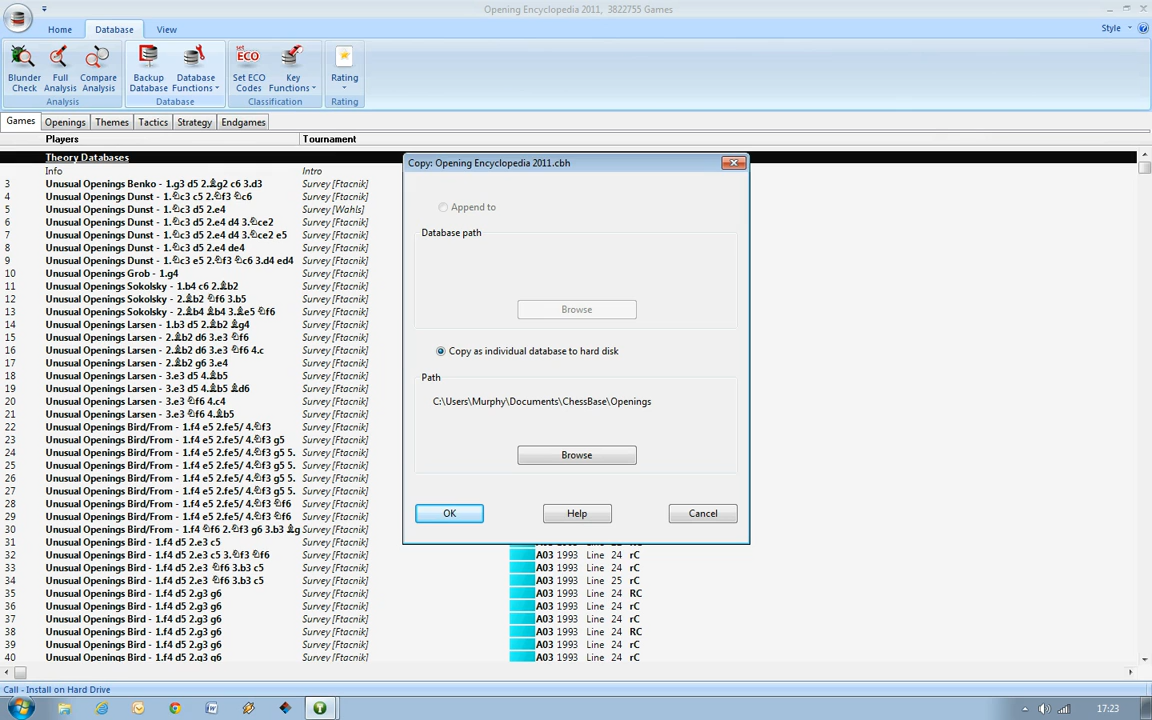 Opening Encyclopedia 2011, 3822755 Games
Home Database View Style
Blunder Check
Full Analysis
Compare Analysis
Analysis
Backup Database
Database Functions
Database
set ECO
Set ECO Codes
Key Functions
Classification
Rating
Rating
Games Openings Themes Tactics Strategy Endgames
Players Tournament
Theory Databases
Info Intro
3 Unusual Openings Benko - 1.g3 d5 2.♗g2 c6 3.d3 Survey [Ftacnik]
4 Unusual Openings Dunst - 1.♘c3 c5 2.♘f3 ♘c6 Survey [Ftacnik]
5 Unusual Openings Dunst - 1.♘c3 d5 2.e4 Survey [Wahls]
6 Unusual Openings Dunst - 1.♘c3 d5 2.e4 d4 3.♘ce2 Survey [Ftacnik]
7 Unusual Openings Dunst - 1.♘c3 d5 2.e4 d4 3.♘ce2 e5 Survey [Ftacnik]
8 Unusual Openings Dunst - 1.♘c3 d5 2.e4 de4 Survey [Ftacnik]
9 Unusual Openings Dunst - 1.♘c3 e5 2.♘f3 ♘c6 3.d4 ed4 Survey [Ftacnik]
10 Unusual Openings Grob - 1.g4 Survey [Ftacnik]
11 Unusual Openings Sokolsky - 1.b4 c6 2.♗b2 Survey [Ftacnik]
12 Unusual Openings Sokolsky - 2.♗b2 ♘f6 3.b5 Survey [Ftacnik]
13 Unusual Openings Sokolsky - 2.♗b4 ♗b4 3.♗e5 ♘f6 Survey [Ftacnik]
14 Unusual Openings Larsen - 1.b3 d5 2.♗b2 ♗g4 Survey [Ftacnik]
15 Unusual Openings Larsen - 2.♗b2 d6 3.e3 ♘f6 Survey [Ftacnik]
16 Unusual Openings Larsen - 2.♗b2 d6 3.e3 ♘f6 4.c Survey [Ftacnik]
17 Unusual Openings Larsen - 2.♗b2 g6 3.e4 Survey [Ftacnik]
18 Unusual Openings Larsen - 3.e3 d5 4.♗b5 Survey [Ftacnik]
19 Unusual Openings Larsen - 3.e3 d5 4.♗b5 ♗d6 Survey [Ftacnik]
20 Unusual Openings Larsen - 3.e3 ♘f6 4.c4 Survey [Ftacnik]
21 Unusual Openings Larsen - 3.e3 ♘f6 4.♗b5 Survey [Ftacnik]
22 Unusual Openings Bird/From - 1.f4 e5 2.fe5/ 4.♘f3 Survey [Ftacnik]
23 Unusual Openings Bird/From - 1.f4 e5 2.fe5/ 4.♘f3 g5 Survey [Ftacnik]
24 Unusual Openings Bird/From - 1.f4 e5 2.fe5/ 4.♘f3 g5 5. Survey [Ftacnik]
25 Unusual Openings Bird/From - 1.f4 e5 2.fe5/ 4.♘f3 g5 5. Survey [Ftacnik]
26 Unusual Openings Bird/From - 1.f4 e5 2.fe5/ 4.♘f3 g5 5. Survey [Ftacnik]
27 Unusual Openings Bird/From - 1.f4 e5 2.fe5/ 4.♘f3 g5 5. Survey [Ftacnik]
28 Unusual Openings Bird/From - 1.f4 e5 2.fe5/ 4.♘f3 ♘f6 Survey [Ftacnik]
29 Unusual Openings Bird/From - 1.f4 e5 2.fe5/ 4.♘f3 ♘f6 Survey [Ftacnik]
30 Unusual Openings Bird/From - 1.f4 ♘f6 2.♘f3 g6 3.b3 ♗g Survey [Ftacnik]
31 Unusual Openings Bird - 1.f4 d5 2.e3 c5 Survey [Ftacnik]
32 Unusual Openings Bird - 1.f4 d5 2.e3 c5 3.♘f3 ♘f6 Survey [Ftacnik] A03 1993 Line 24 rC
33 Unusual Openings Bird - 1.f4 d5 2.e3 ♘f6 3.b3 c5 Survey [Ftacnik] A03 1993 Line 24 rC
34 Unusual Openings Bird - 1.f4 d5 2.e3 ♘f6 3.b3 c5 Survey [Ftacnik] A03 1993 Line 25 rC
35 Unusual Openings Bird - 1.f4 d5 2.g3 g6 Survey [Ftacnik] A03 1993 Line 24 RC
36 Unusual Openings Bird - 1.f4 d5 2.g3 g6 Survey [Ftacnik] A03 1993 Line 24 rC
37 Unusual Openings Bird - 1.f4 d5 2.g3 g6 Survey [Ftacnik] A03 1993 Line 24 rC
38 Unusual Openings Bird - 1.f4 d5 2.g3 g6 Survey [Ftacnik] A03 1993 Line 24 RC
39 Unusual Openings Bird - 1.f4 d5 2.g3 g6 Survey [Ftacnik] A03 1993 Line 24 rC
40 Unusual Openings Bird - 1.f4 d5 2.g3 g6 Survey [Ftacnik] A03 1993 Line 24 rC
Copy: Opening Encyclopedia 2011.cbh
Append to
Database path
Browse
Copy as individual database to hard disk
Path
C:\Users\Murphy\Documents\ChessBase\Openings
Browse
OK Help Cancel
Call - Install on Hard Drive
17:23